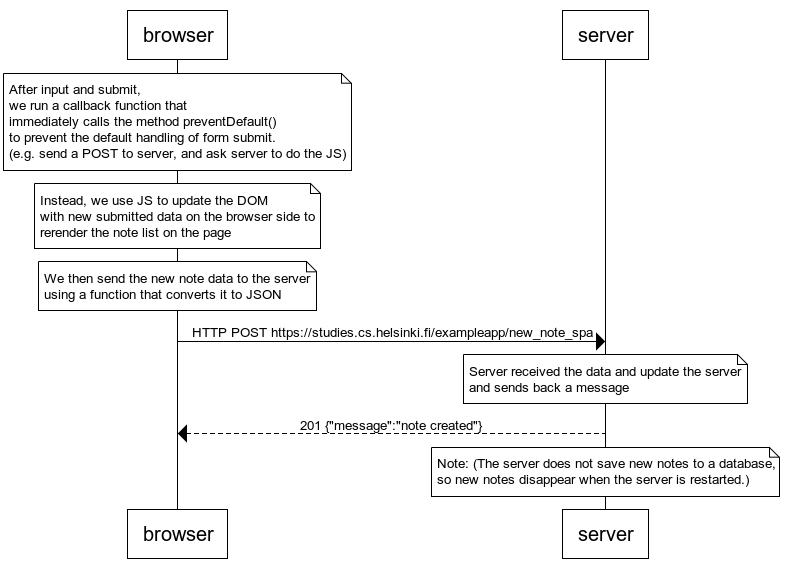 browser
server
After input and submit,
we run a callback function that
immediately calls the method preventDefault()
to prevent the default handling of form submit.
(e.g. send a POST to server, and ask server to do the JS)
Instead, we use JS to update the DOM
with new submitted data on the browser side to
rerender the note list on the page
We then send the new note data to the server
using a function that converts it to JSON
HTTP POST https://studies.cs.helsinki.fi/exampleapp/new_note_spa
Server received the data and update the server
and sends back a message
201 {"message":"note created"}
Note: (The server does not save new notes to a database,
so new notes disappear when the server is restarted.)
browser
server